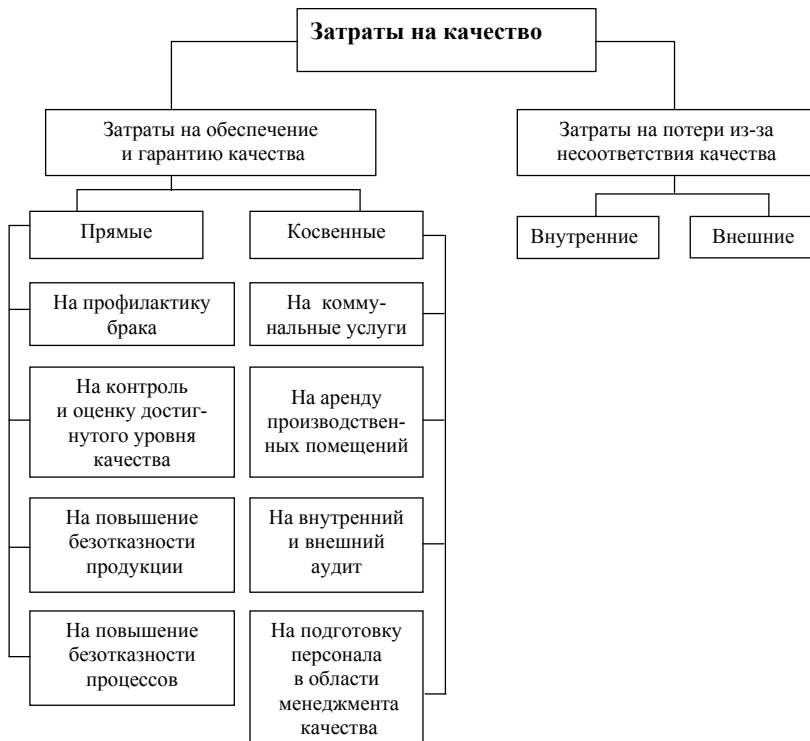 Затраты на качество
Затраты на обеспечение
и гарантию качества
Затраты на потери из-за
несоответствия качества
Прямые
Косвенные
Внутренние
Внешние
На профилактику
брака
На комму-
нальные услуги
На контроль
и оценку достиг-
нутого уровня
качества
На аренду
производствен-
ных помещений
На повышение
безотказности
продукции
На внутренний
и внешний
аудит
На повышение
безотказности
процессов
На подготовку
персонала
в области
менеджмента
качества